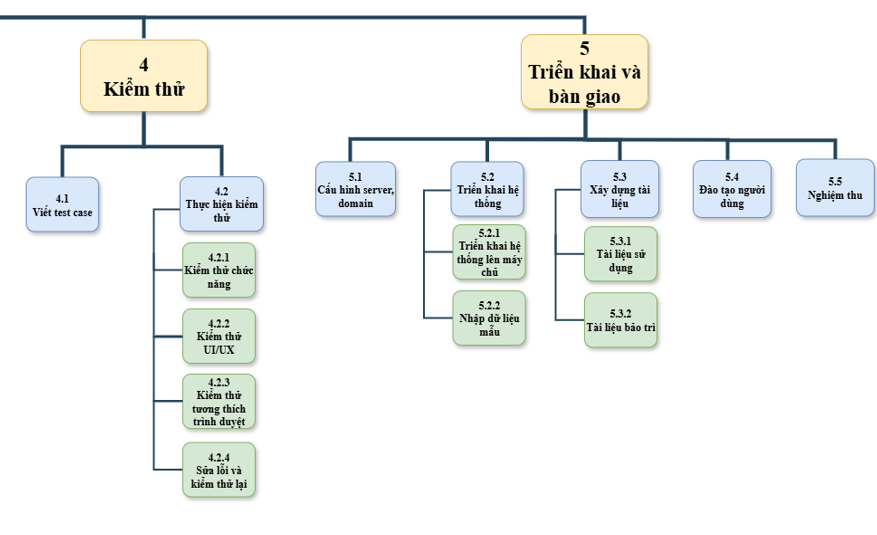 4
Kiểm thử
5
Triển khai và
bàn giao
4.1
Viết test case
4.2
Thực hiện kiểm
thử
4.2.1
Kiểm thử chức
năng
4.2.2
Kiểm thử
UI/UX
4.2.3
Kiểm thử
tương thích
trình duyệt
4.2.4
Sửa lỗi và
kiểm thử lại
5.1
Cấu hình server,
domain
5.2
Triển khai hệ
thống
5.2.1
Triển khai hệ
thống lên máy
chủ
5.2.2
Nhập dữ liệu
mẫu
5.3
Xây dựng tài
liệu
5.3.1
Tài liệu sử
dụng
5.3.2
Tài liệu bảo trì
5.4
Đào tạo người
dùng
5.5
Nghiệm thu